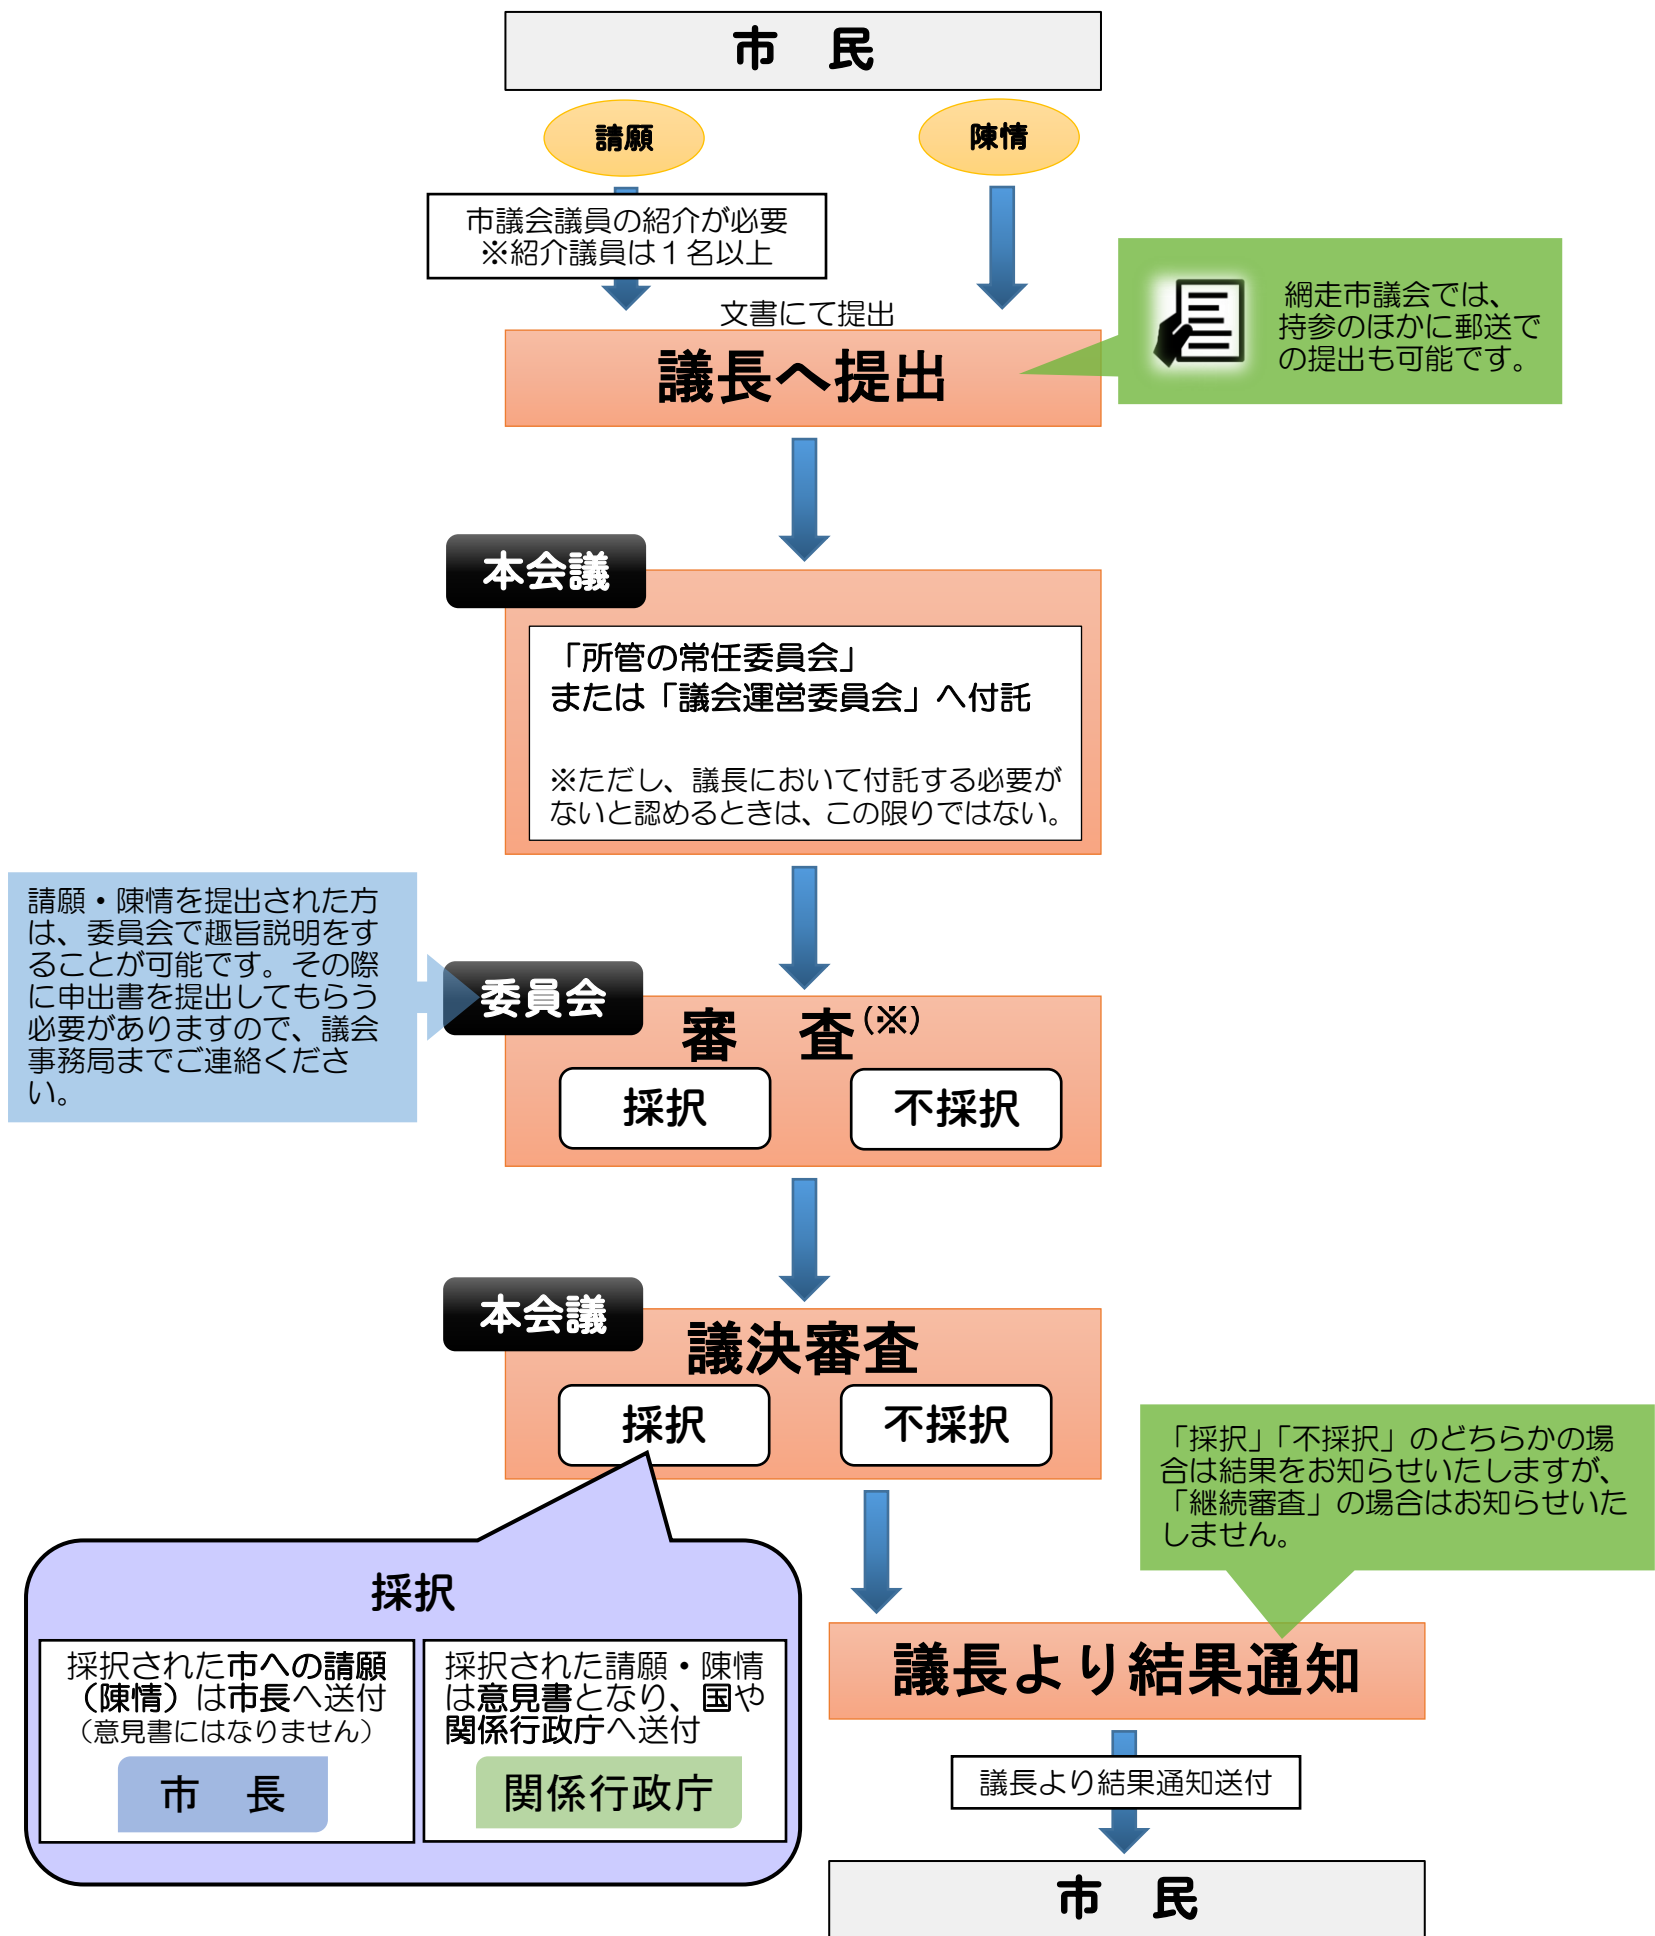 市　民
請願
陳情
市議会議員の紹介が必要
※紹介議員は１名以上
文書にて提出
議長へ提出
網走市議会では、
持参のほかに郵送で
の提出も可能です。
本会議
「所管の常任委員会」
または「議会運営委員会」へ付託
※ただし、議長において付託する必要が
ないと認めるときは、この限りではない。
請願・陳情を提出された方
は、委員会で趣旨説明をす
ることが可能です。その際
に申出書を提出してもらう
必要がありますので、議会
事務局までご連絡くださ
い。
委員会
審　査(※)
採択
不採択
本会議
議決審査
採択
不採択
「採択」「不採択」のどちらかの場
合は結果をお知らせいたしますが、
「継続審査」の場合はお知らせいた
しません。
採択
採択された市への請願
（陳情）は市長へ送付
（意見書にはなりません）
市　長
採択された請願・陳情
は意見書となり、国や
関係行政庁へ送付
関係行政庁
議長より結果通知
議長より結果通知送付
市　民